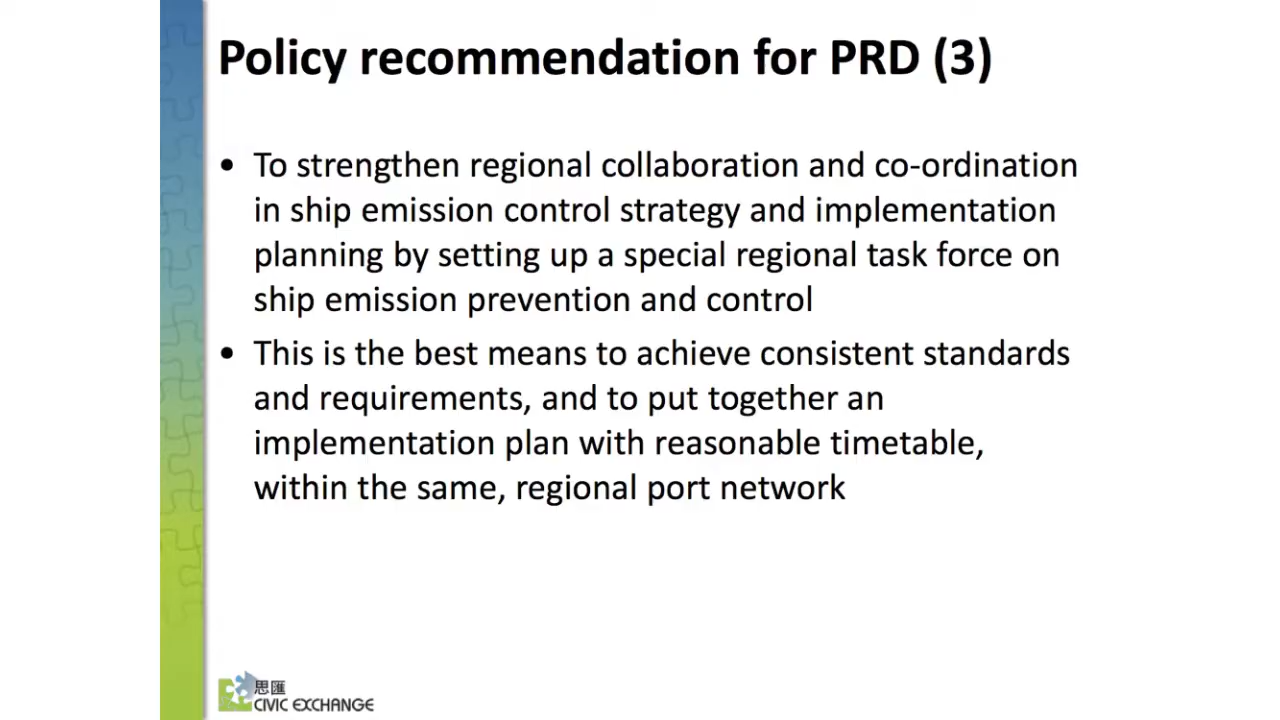 Policy recommendation for PRD (3)
• To strengthen regional collaboration and co-ordination
in ship emission control strategy and implementation
planning by setting up a special regional task force on
ship emission prevention and control
• This is the best means to achieve consistent standards
and requirements, and to put together an
implementation plan with reasonable timetable,
within the same, regional port network
思匯
CIVIC EXCHANGE